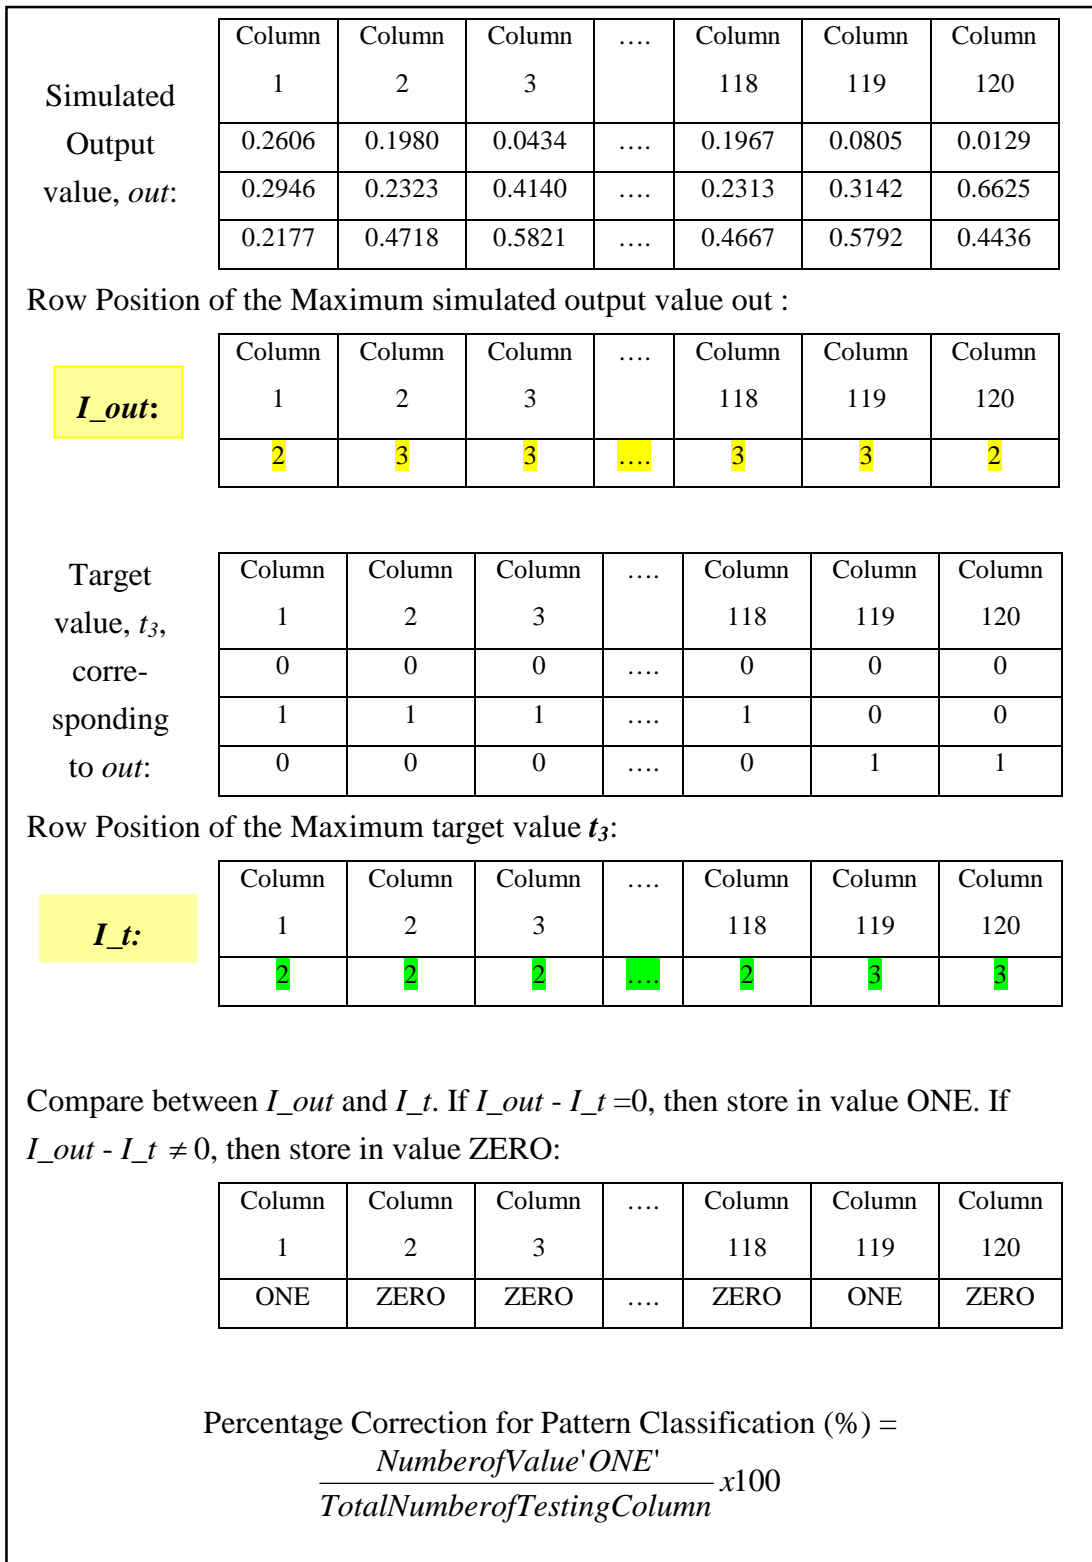 Simulated
Output
value, out:
Column 1 Column 2 Column 3 …. Column 118 Column 119 Column 120
0.2606 0.1980 0.0434 …. 0.1967 0.0805 0.0129
0.2946 0.2323 0.4140 …. 0.2313 0.3142 0.6625
0.2177 0.4718 0.5821 …. 0.4667 0.5792 0.4436
Row Position of the Maximum simulated output value out :
I_out:
Column 1 Column 2 Column 3 …. Column 118 Column 119 Column 120
2 3 3 …. 3 3 2
Target
value, t3,
corre-
sponding
to out:
Column 1 Column 2 Column 3 …. Column 118 Column 119 Column 120
0 0 0 …. 0 0 0
1 1 1 …. 1 0 0
0 0 0 …. 0 1 1
Row Position of the Maximum target value t3:
I_t:
Column 1 Column 2 Column 3 …. Column 118 Column 119 Column 120
2 2 2 …. 2 3 3
Compare between I_out and I_t. If I_out - I_t =0, then store in value ONE. If
I_out - I_t ≠ 0, then store in value ZERO:
Column 1 Column 2 Column 3 …. Column 118 Column 119 Column 120
ONE ZERO ZERO …. ZERO ONE ZERO
Percentage Correction for Pattern Classification (%) =
NumberofValue'ONE'
TotalNumberofTestingColumn x100